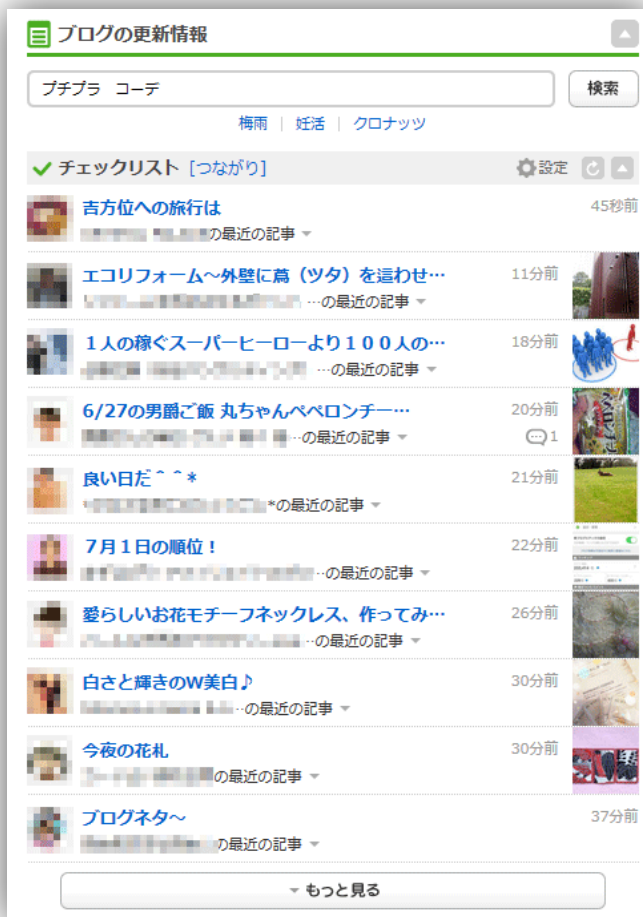 ブログの更新情報
プチプラ　コーデ
検索
梅雨 | 妊活 | クロナッツ
チェックリスト [つながり]
設定
吉方位への旅行は
45秒前
の最近の記事
エコリフォーム～外壁に蔦（ツタ）を這わせ…
11分前
…の最近の記事
１人の稼ぐスーパーヒーローより１００人の…
18分前
…の最近の記事
6/27の男爵ご飯 丸ちゃんペペロンチー…
20分前
…の最近の記事
1
良い日だ＾＾*
21分前
*の最近の記事
７月１日の順位！
22分前
…の最近の記事
愛らしいお花モチーフネックレス、作ってみ…
26分前
…の最近の記事
白さと輝きのW美白♪
30分前
…の最近の記事
今夜の花札
30分前
の最近の記事
ブログネタ～
37分前
の最近の記事
もっと見る